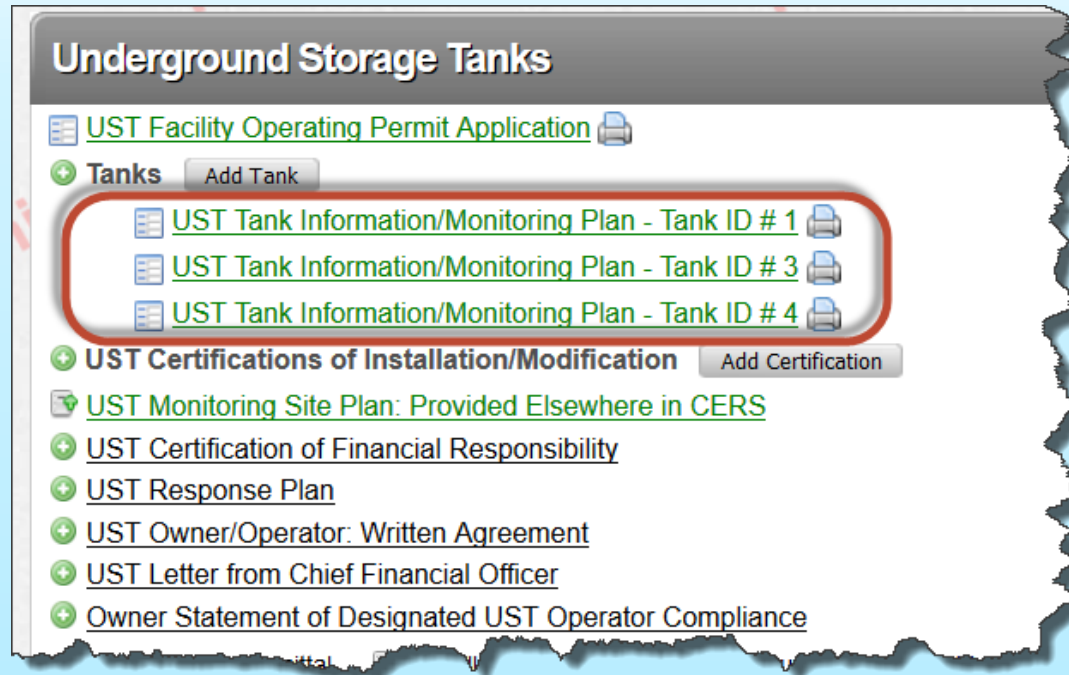 Underground Storage Tanks
UST Facility Operating Permit Application
Tanks Add Tank
UST Tank Information/Monitoring Plan - Tank ID # 1
UST Tank Information/Monitoring Plan - Tank ID # 3
UST Tank Information/Monitoring Plan - Tank ID # 4
UST Certifications of Installation/Modification Add Certification
UST Monitoring Site Plan: Provided Elsewhere in CERS
UST Certification of Financial Responsibility
UST Response Plan
UST Owner/Operator: Written Agreement
UST Letter from Chief Financial Officer
Owner Statement of Designated UST Operator Compliance